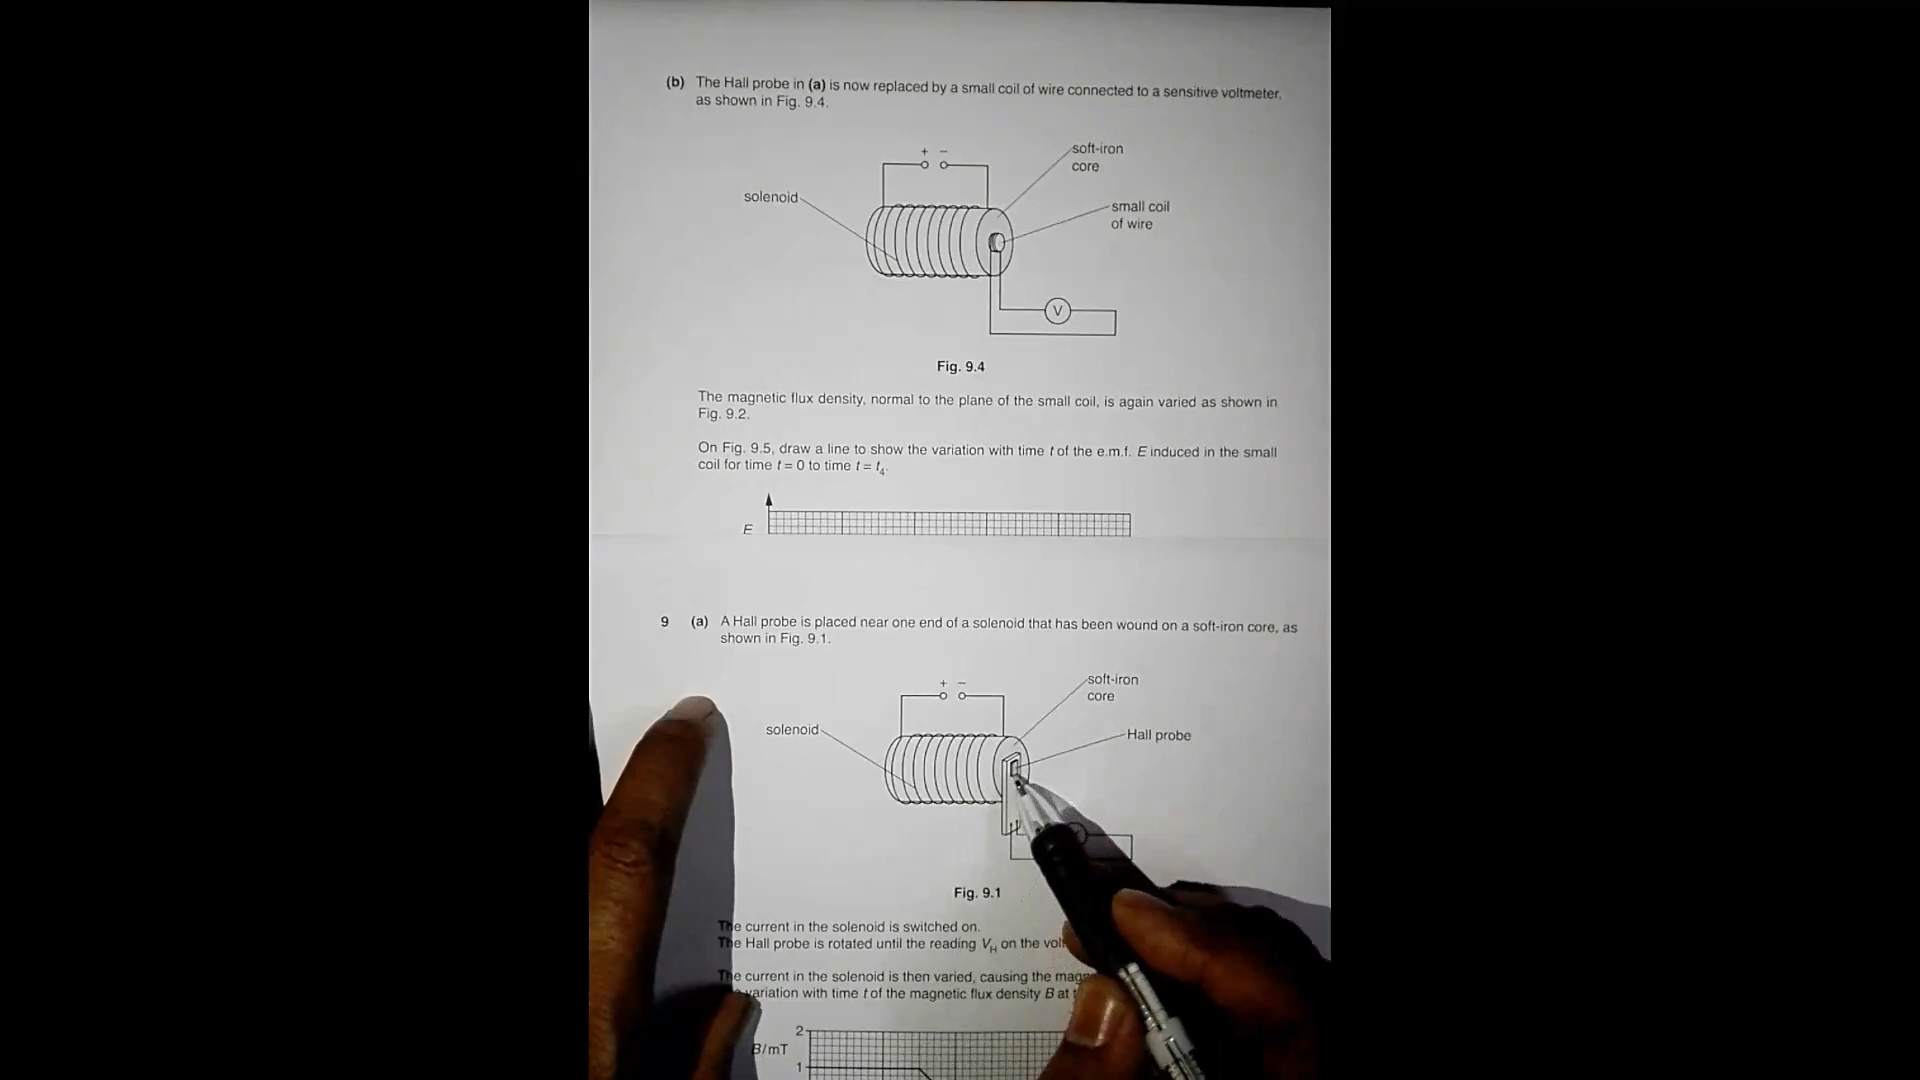 (b) The Hall probe in (a) is now replaced by a small coil of wire connected to a sensitive voltmeter,
as shown in Fig. 9.4.
+ −
soft-iron
core
solenoid
small coil
of wire
V
Fig. 9.4
The magnetic flux density, normal to the plane of the small coil, is again varied as shown in
Fig. 9.2.
On Fig. 9.5, draw a line to show the variation with time t of the e.m.f. E induced in the small
coil for time t = 0 to time t = t₄.
E
9 (a) A Hall probe is placed near one end of a solenoid that has been wound on a soft-iron core, as
shown in Fig. 9.1.
+ −
soft-iron
core
solenoid
Hall probe
Fig. 9.1
The current in the solenoid is switched on.
The Hall probe is rotated until the reading V_H on the
The current in the solenoid is then varied, causing the
variation with time t of the magnetic flux density B at
2
B/mT
1